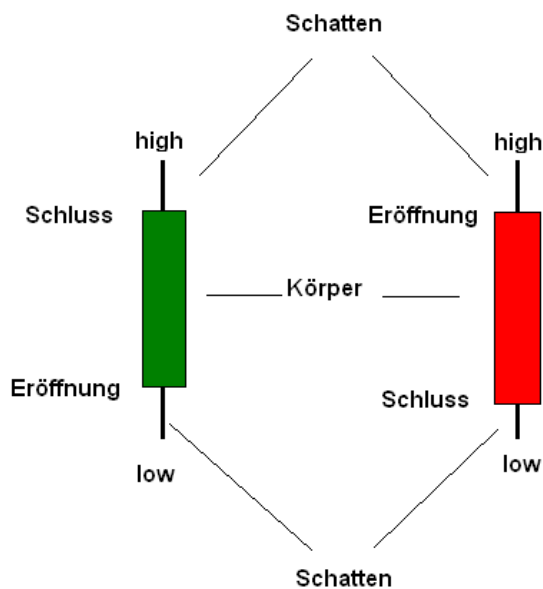 Schatten
high
high
Schluss
Eröffnung
Körper
Eröffnung
Schluss
low
low
Schatten